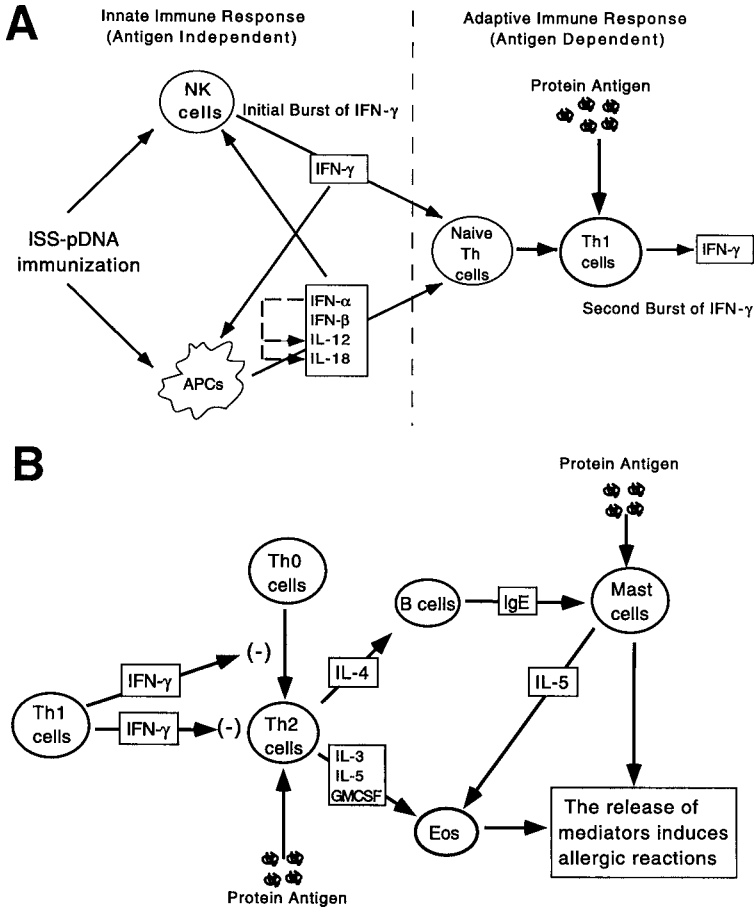 A
Innate Immune Response
(Antigen Independent)
Adaptive Immune Response
(Antigen Dependent)
NK
cells
Initial Burst of IFN-γ
Protein Antigen
IFN-γ
ISS-pDNA
immunization
Naive
Th
cells
Th1
cells
IFN-γ
Second Burst of IFN-γ
IFN-α
IFN-β
IL-12
IL-18
APCs
B
Protein Antigen
Th0
cells
B cells
IgE
Mast
cells
(-)
IFN-γ
IL-4
IL-5
Th1
cells
IFN-γ
(-)
Th2
cells
IL-3
IL-5
GMCSF
Eos
The release of
mediators induces
allergic reactions
Protein Antigen